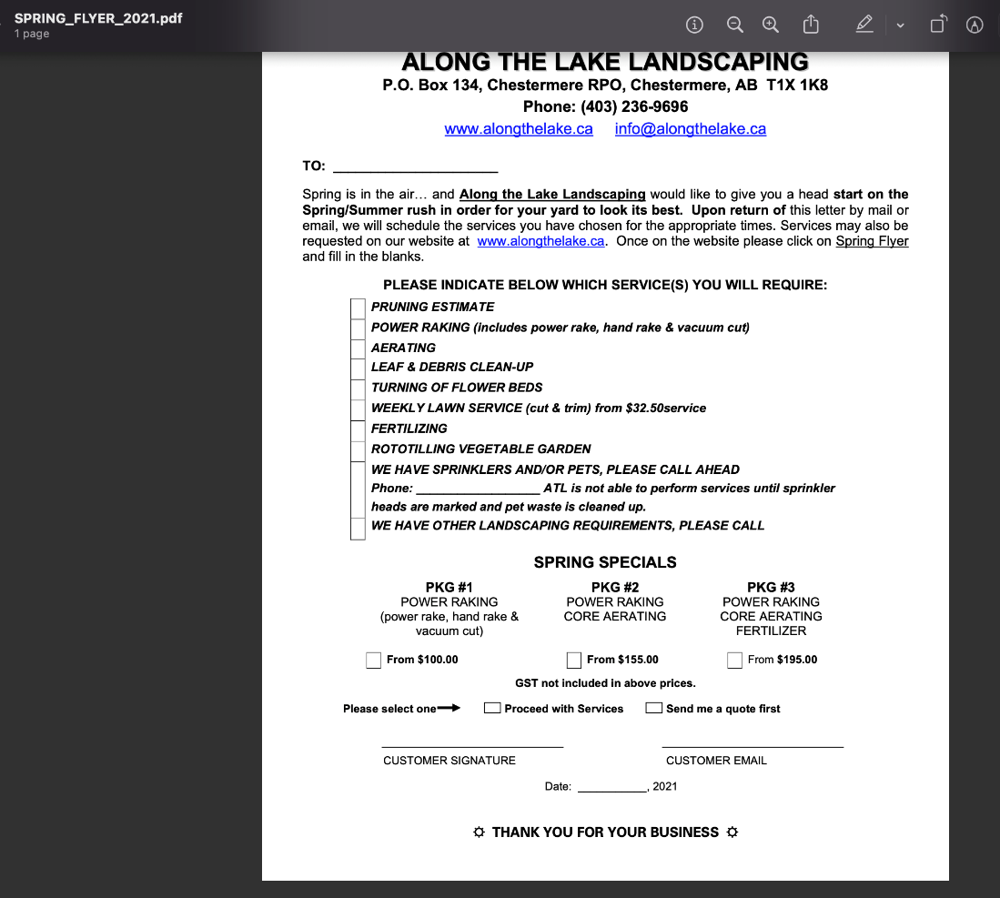 SPRING_FLYER_2021.pdf
1 page
ALONG THE LAKE LANDSCAPING
P.O. Box 134, Chestermere RPO, Chestermere, AB  T1X 1K8
Phone: (403) 236-9696
www.alongthelake.ca     info@alongthelake.ca
TO: ______________________
Spring is in the air… and Along the Lake Landscaping would like to give you a head start on the
Spring/Summer rush in order for your yard to look its best.  Upon return of this letter by mail or
email, we will schedule the services you have chosen for the appropriate times. Services may also be
requested on our website at  www.alongthelake.ca.  Once on the website please click on Spring Flyer
and fill in the blanks.
PLEASE INDICATE BELOW WHICH SERVICE(S) YOU WILL REQUIRE:
PRUNING ESTIMATE
POWER RAKING (includes power rake, hand rake & vacuum cut)
AERATING
LEAF & DEBRIS CLEAN-UP
TURNING OF FLOWER BEDS
WEEKLY LAWN SERVICE (cut & trim) from $32.50service
FERTILIZING
ROTOTILLING VEGETABLE GARDEN
WE HAVE SPRINKLERS AND/OR PETS, PLEASE CALL AHEAD
Phone: ___________________ ATL is not able to perform services until sprinkler
heads are marked and pet waste is cleaned up.
WE HAVE OTHER LANDSCAPING REQUIREMENTS, PLEASE CALL
SPRING SPECIALS
PKG #1
POWER RAKING
(power rake, hand rake &
vacuum cut)
From $100.00
PKG #2
POWER RAKING
CORE AERATING
From $155.00
PKG #3
POWER RAKING
CORE AERATING
FERTILIZER
From $195.00
GST not included in above prices.
Please select one Proceed with Services Send me a quote first
CUSTOMER SIGNATURE
CUSTOMER EMAIL
Date: ___________, 2021
THANK YOU FOR YOUR BUSINESS